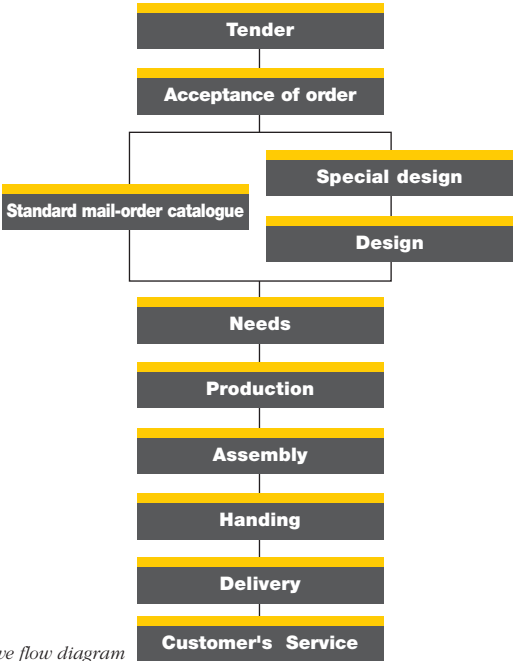 Tender
Acceptance of order
Special design
Standard mail-order catalogue
Design
Needs
Production
Assembly
Handing
Delivery
Customer's Service
flow diagram